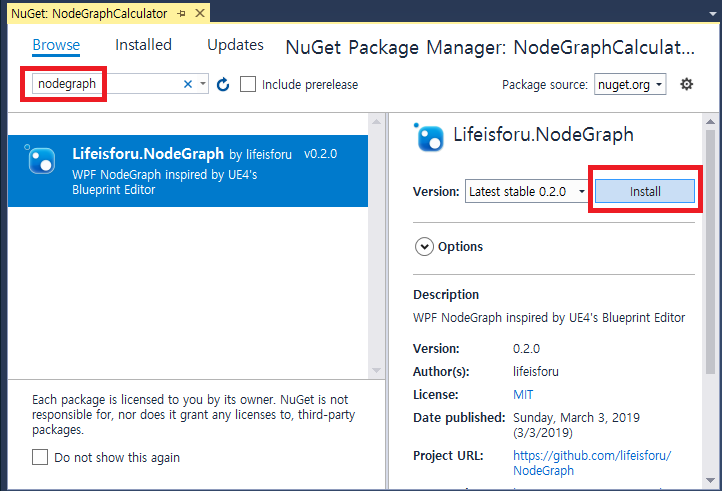 NuGet: NodeGraphCalculator
Browse Installed Updates NuGet Package Manager: NodeGraphCalculat...
nodegraph Include prerelease Package source: nuget.org
Lifeisforu.NodeGraph by lifeisforu v0.2.0
WPF NodeGraph inspired by UE4's
Blueprint Editor
Each package is licensed to you by its owner. NuGet is not
responsible for, nor does it grant any licenses to, third-party
packages.
Do not show this again
Lifeisforu.NodeGraph
Version: Latest stable 0.2.0 Install
Options
Description
WPF NodeGraph inspired by UE4's Blueprint Editor
Version: 0.2.0
Author(s): lifeisforu
License: MIT
Date published: Sunday, March 3, 2019
(3/3/2019)
Project URL: https://github.com/lifeisforu/
NodeGraph